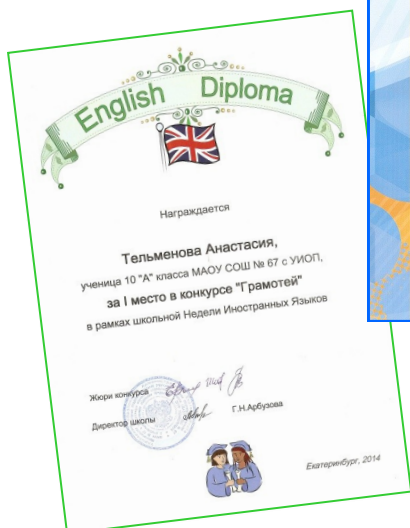 English Diploma
Награждается
Тельменова Анастасия,
ученица 10 "А" класса МАОУ СОШ № 67 с УИОП,
за I место в конкурсе "Грамотей"
в рамках школьной Недели Иностранных Языков
Жюри конкурса
Директор школы Г.Н.Арбузова
Екатеринбург, 2014